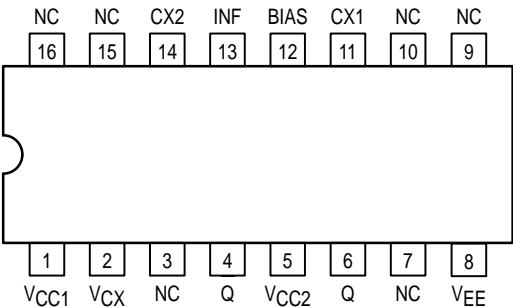 NC NC CX2 INF BIAS CX1 NC NC
16 15 14 13 12 11 10 9
1 2 3 4 5 6 7 8
VCC1 VCX NC Q VCC2 Q NC VEE